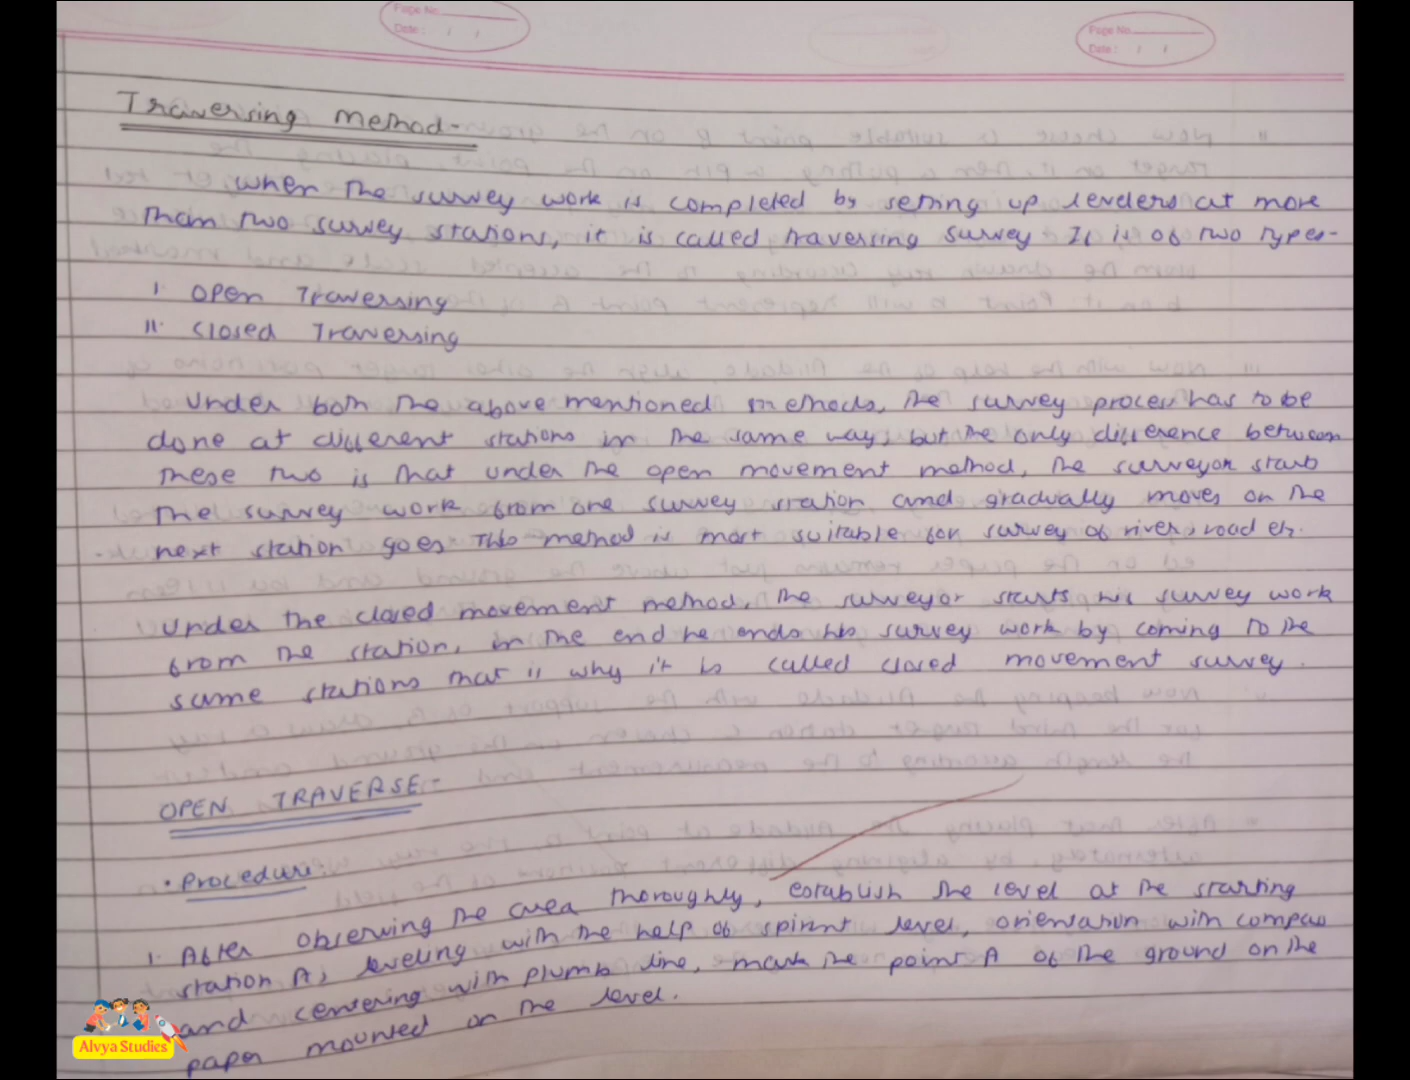 Page No.
Date :
Page No.
Date :
Traversing method-
when the survey work is completed by setting up levelers at more
than two survey stations, it is called traversing survey It is of two types-
i. Open Traversing
ii. Closed Traversing
Under both the above mentioned methods, the survey process has to be
done at different stations in the same way, but the only difference between
these two is that under the open movement method, the surveyor starts
the survey work from one survey station and gradually moves on the
next station goes This method is most suitable for survey of river, road etc.
Under the closed movement method, the surveyor starts his survey work
from the station, in the end he ends his survey work by coming to the
same stations that is why it is called closed movement survey.
OPEN TRAVERSE-
• Procedure:
i. After observing the area thoroughly, establish the level at the starting
station A; leveling with the help of spirit level, orientation with compass
and centering with plumb line, mark the point A of the ground on the
paper mounted on the level.
Alvya Studies